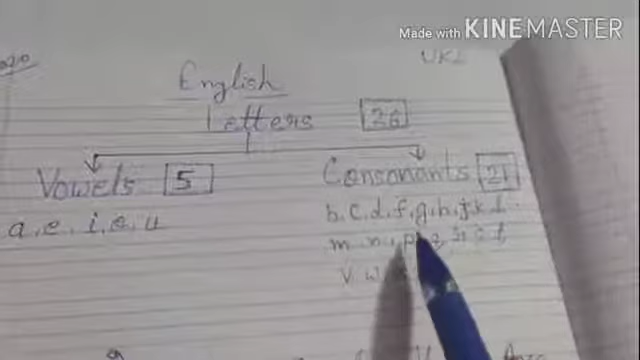 Made with KINEMASTER
English
Letters 26
Vowels 5
Consonants 21
a, e, i, o, u
b, c, d, f, g, h, j, k, l
m, n, p
v w